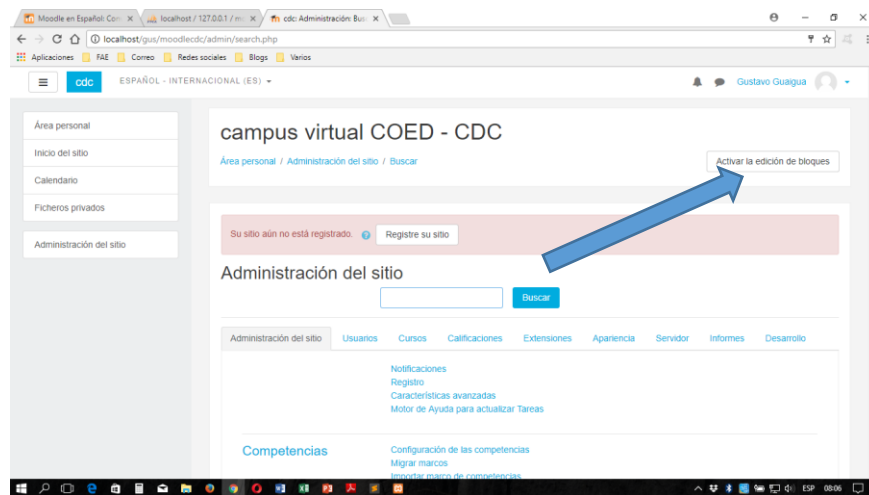 Moodle en Español: Com
localhost / 127.0.0.1 / m
cdc: Administración: Bus
localhost/gus/moodlecdc/admin/search.php
Aplicaciones FAE Correo Redes sociales Blogs Varios
cdc ESPAÑOL - INTERNACIONAL (ES) Gustavo Guaigua
Área personal
Inicio del sitio
Calendario
Ficheros privados
Administración del sitio
campus virtual COED - CDC
Área personal / Administración del sitio / Buscar
Activar la edición de bloques
Su sitio aún no está registrado. Registre su sitio
Administración del sitio
Buscar
Administración del sitio Usuarios Cursos Calificaciones Extensiones Apariencia Servidor Informes Desarrollo
Notificaciones
Registro
Características avanzadas
Motor de Ayuda para actualizar Tareas
Competencias
Configuración de las competencias
Migrar marcos
Importar marco de competencias
ESP 08:06